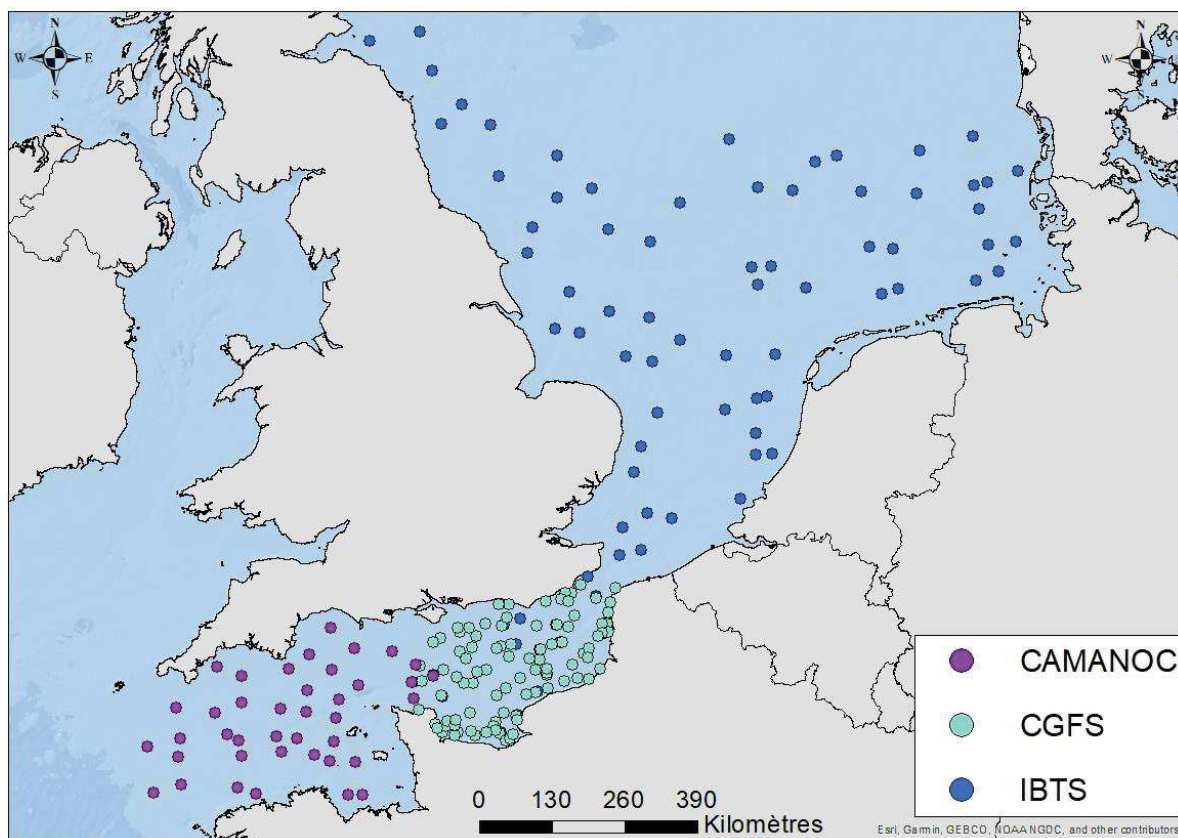 N
W E
S
N
W
CAMANOC
CGFS
IBTS
0 130 260 390
Kilomètres
Esri, Garmin, GEBCO, NOAA NGDC, and other contributors